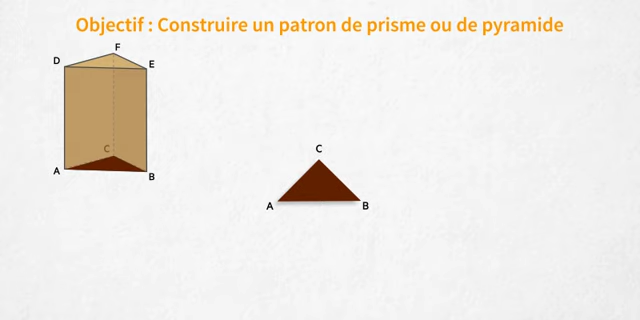 Objectif : Construire un patron de prisme ou de pyramide
F
D
E
C
A
B
C
A
B